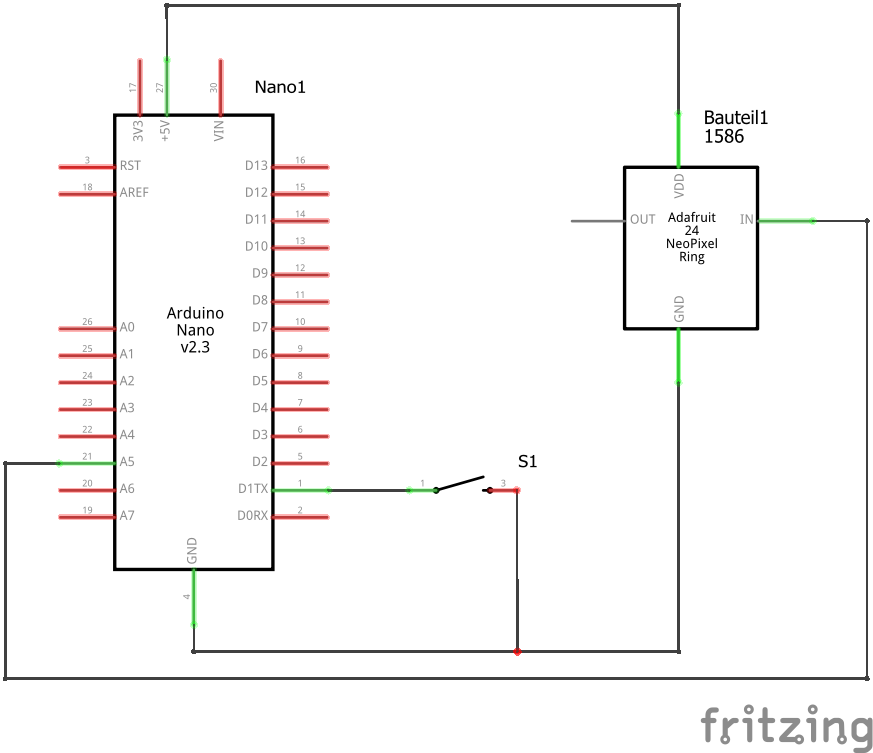 Nano1
17
27
30
3V3
+5V
VIN
Bauteil1
1586
3 RST
D13 16
18 AREF
D12 15
VDD
D11 14
OUT
Adafruit
24
NeoPixel
Ring
IN
D10 13
D9 12
D8 11
GND
Arduino
Nano
v2.3
26 A0
D7 10
25 A1
D6 9
24 A2
D5 8
23 A3
D4 7
22 A4
D3 6
21 A5
D2 5
S1
20 A6
D1TX 1
1
3
19 A7
D0RX 2
GND
4
fritzing